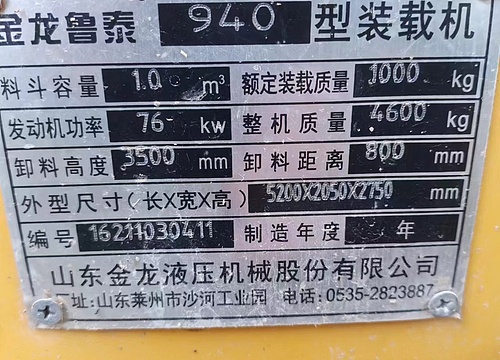 金龙鲁泰 940 型装载机
料斗容量 1.0 m³ 额定装载质量 1000 kg
发动机功率 76 kw 整机质量 4600 kg
卸料高度 3500 mm 卸料距离 800 mm
外型尺寸(长X宽X高) 5200X2050X2750 mm
编号 16211030411 制造年度 年
山东金龙液压机械股份有限公司
址:山东莱州市沙河工业园 电话:0535-2823887